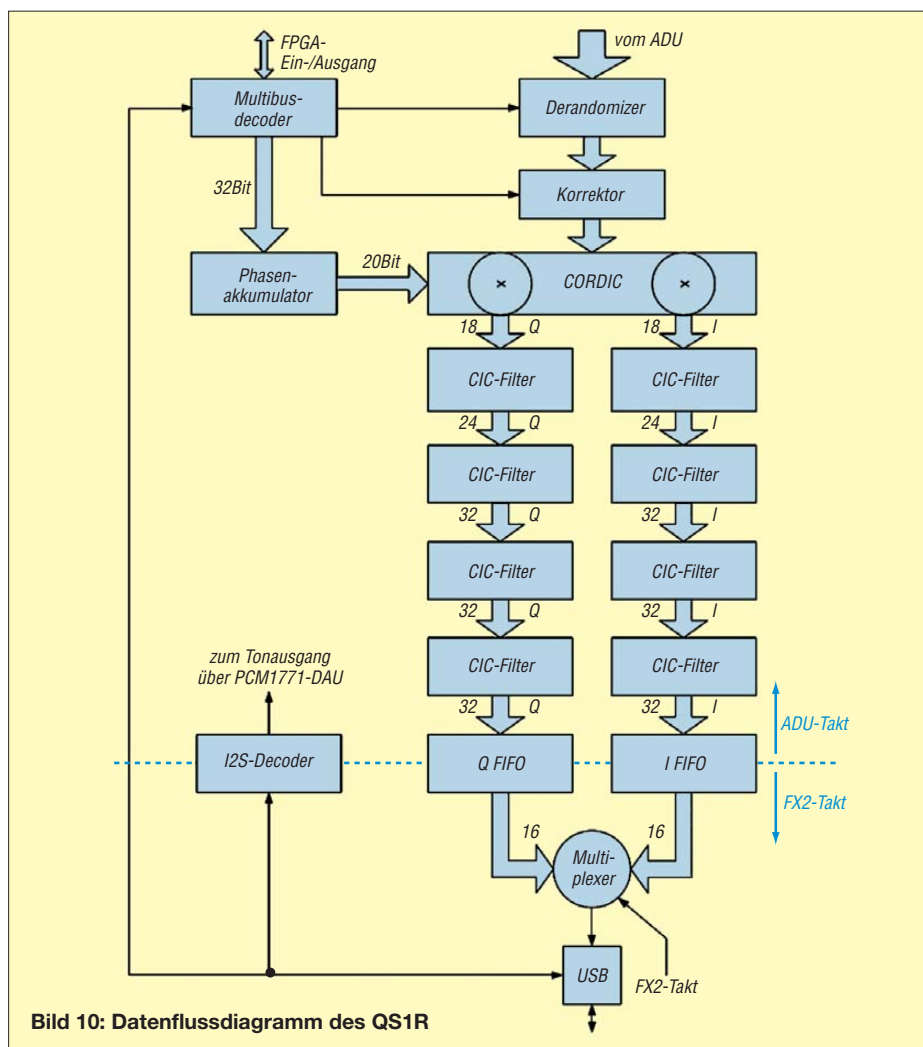 FPGA-
Ein-/Ausgang
vom ADU
Multibus-
decoder
Derandomizer
32Bit
Korrektor
Phasen-
akkumulator
20Bit
x
CORDIC
x
18
Q
18
I
CIC-Filter
CIC-Filter
24
Q
24
I
CIC-Filter
CIC-Filter
32
Q
32
I
CIC-Filter
CIC-Filter
32
Q
32
I
CIC-Filter
CIC-Filter
zum Tonausgang
über PCM1771-DAU
32
Q
32
I
ADU-Takt
I2S-Decoder
Q FIFO
I FIFO
FX2-Takt
16
16
Multi-
plexer
USB
FX2-Takt
Bild 10: Datenflussdiagramm des QS1R